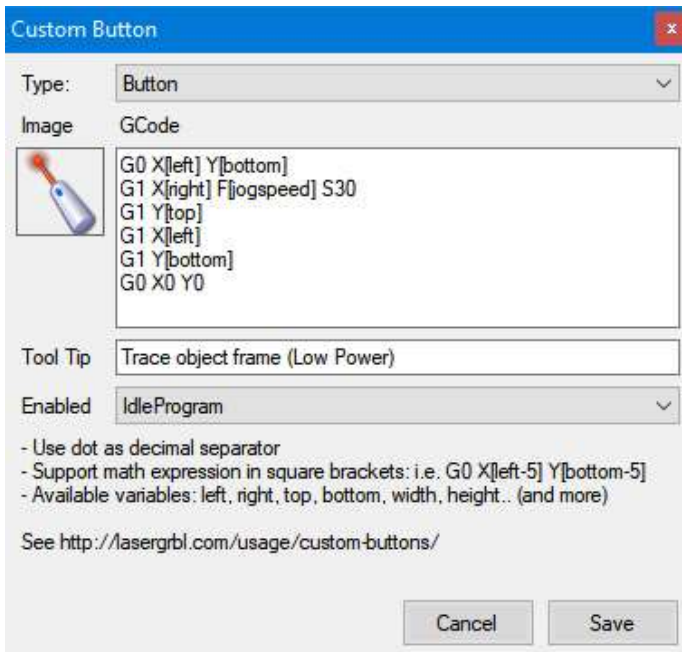 Custom Button
x
Type: Button
Image GCode
G0 X[left] Y[bottom]
G1 X[right] F[jogspeed] S30
G1 Y[top]
G1 X[left]
G1 Y[bottom]
G0 X0 Y0
Tool Tip Trace object frame (Low Power)
Enabled IdleProgram
- Use dot as decimal separator
- Support math expression in square brackets: i.e. G0 X[left-5] Y[bottom-5]
- Available variables: left, right, top, bottom, width, height.. (and more)
See http://lasergrbl.com/usage/custom-buttons/
Cancel Save